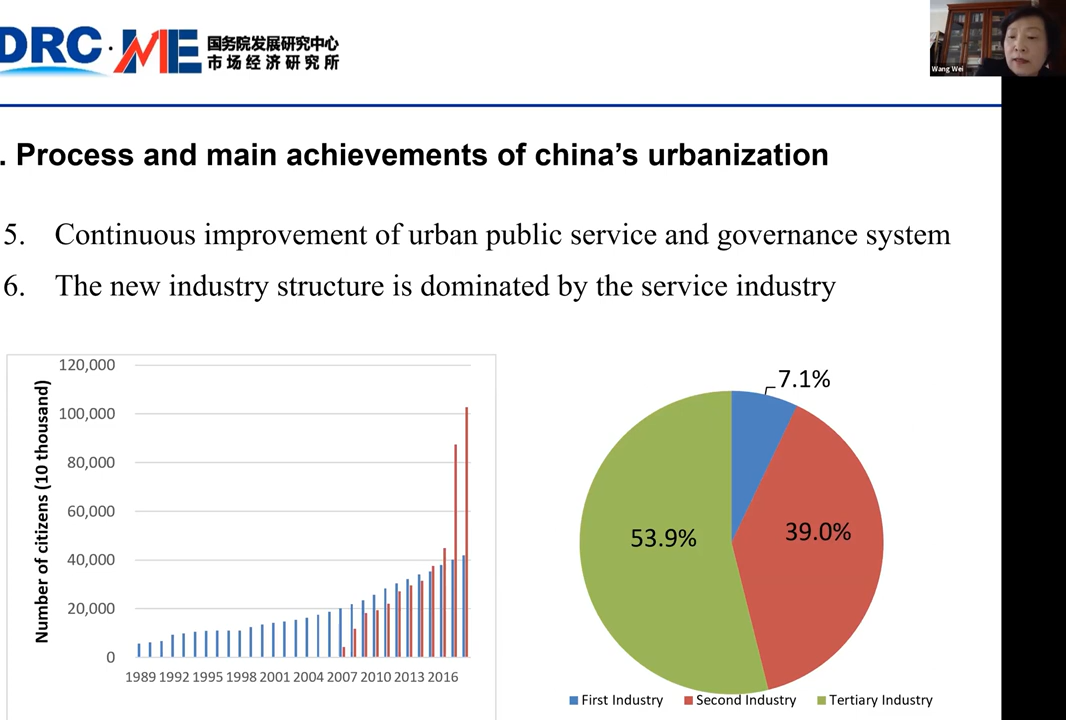 DRC·ME
国务院发展研究中心
市场经济研究所
Wang Wei
. Process and main achievements of china’s urbanization
5. Continuous improvement of urban public service and governance system
6. The new industry structure is dominated by the service industry
Number of citizens (10 thousand)
120,000
100,000
80,000
60,000
40,000
20,000
0
1989 1992 1995 1998 2001 2004 2007 2010 2013 2016
7.1%
39.0%
53.9%
First Industry Second Industry Tertiary Industry